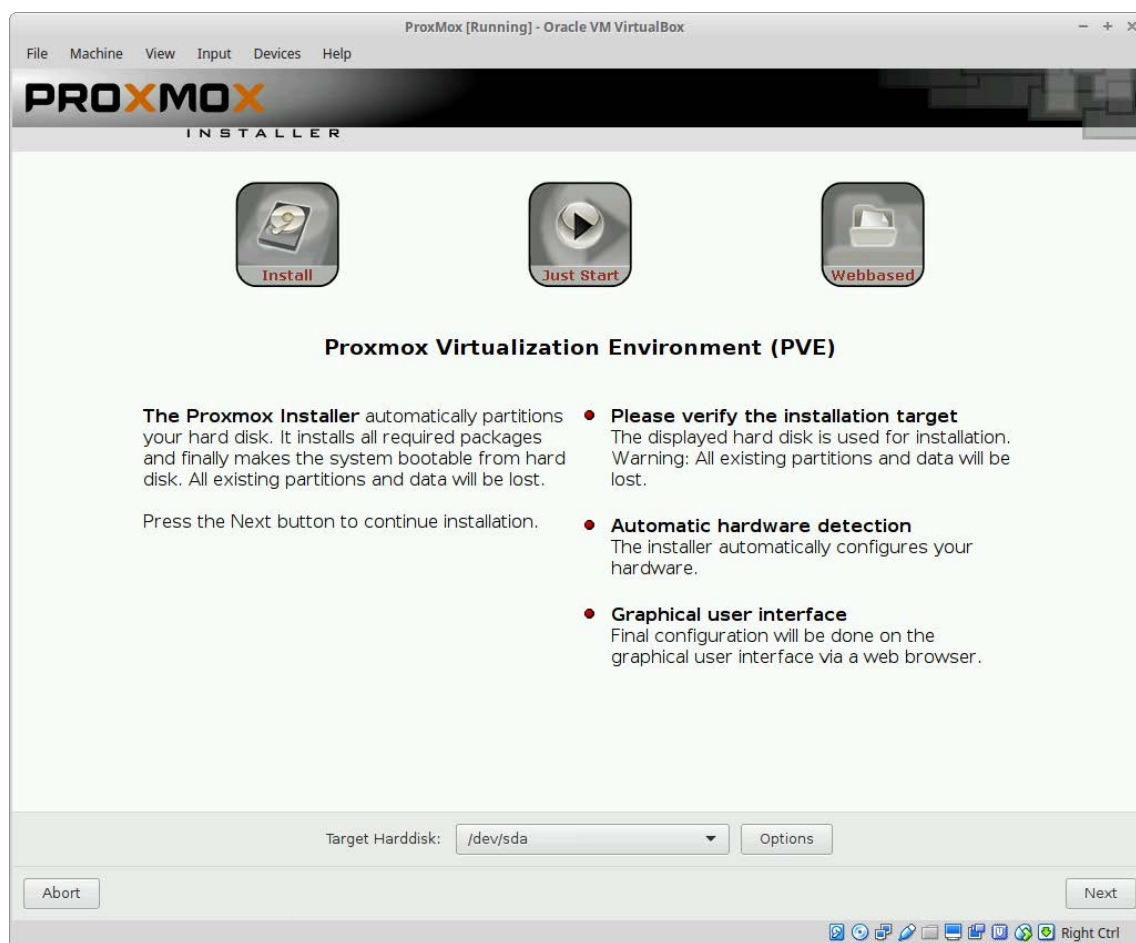 ProxMox [Running] - Oracle VM VirtualBox
File Machine View Input Devices Help
PROXMOX
INSTALLER
Install
Just Start
Webbased
Proxmox Virtualization Environment (PVE)
The Proxmox Installer automatically partitions
your hard disk. It installs all required packages
and finally makes the system bootable from hard
disk. All existing partitions and data will be lost.
Press the Next button to continue installation.
Please verify the installation target
The displayed hard disk is used for installation.
Warning: All existing partitions and data will be
lost.
Automatic hardware detection
The installer automatically configures your
hardware.
Graphical user interface
Final configuration will be done on the
graphical user interface via a web browser.
Target Harddisk: /dev/sda Options
Abort Next
Right Ctrl